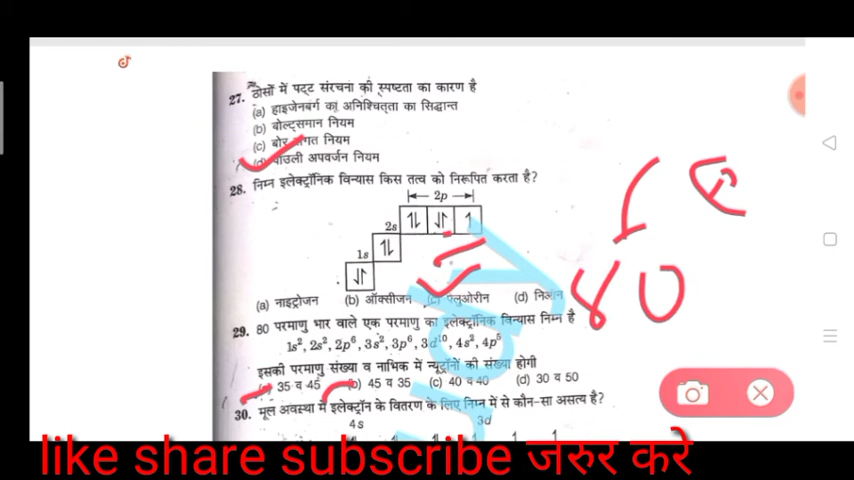 27. ठोसों में पट्ट संरचना की स्पष्टता का कारण है
(a) हाइजेनबर्ग का अनिश्चितता का सिद्धान्त
(b) बोल्ट्समान नियम
(c) बोर संगत नियम
(d) पाउली अपवर्जन नियम
28. निम्न इलेक्ट्रॉनिक विन्यास किस तत्व को निरूपित करता है?
2p
2s
1s
(a) नाइट्रोजन (b) ऑक्सीजन (c) फ्लुओरीन (d) निऑन
29. 80 परमाणु भार वाले एक परमाणु का इलेक्ट्रॉनिक विन्यास निम्न है
1s², 2s², 2p⁶, 3s², 3p⁶, 3d¹⁰, 4s², 4p⁵
इसकी परमाणु संख्या व नाभिक में न्यूट्रॉनों की संख्या होगी
(a) 35 व 45 (b) 45 व 35 (c) 40 व 40 (d) 30 व 50
30. मूल अवस्था में इलेक्ट्रॉन के वितरण के लिए निम्न में से कौन-सा असत्य है?
4s 3d
80
like share subscribe जरुर करे